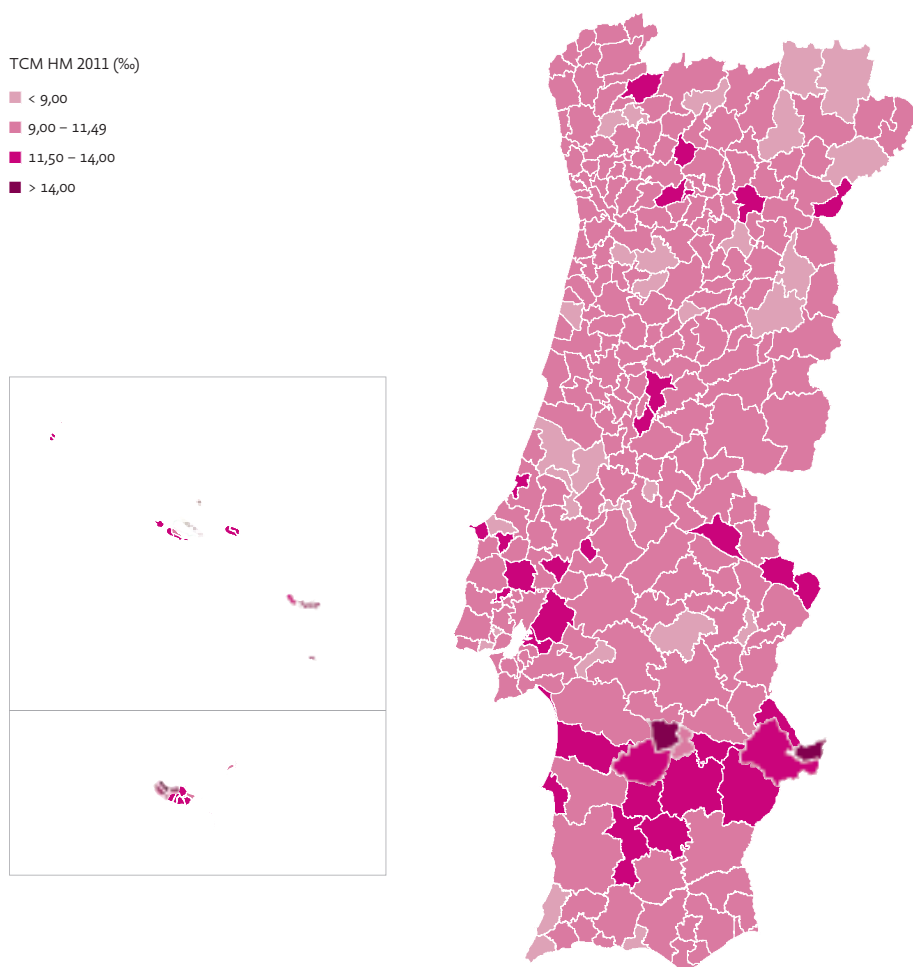 TCM HM 2011 (‰)
< 9,00
9,00 – 11,49
11,50 – 14,00
> 14,00